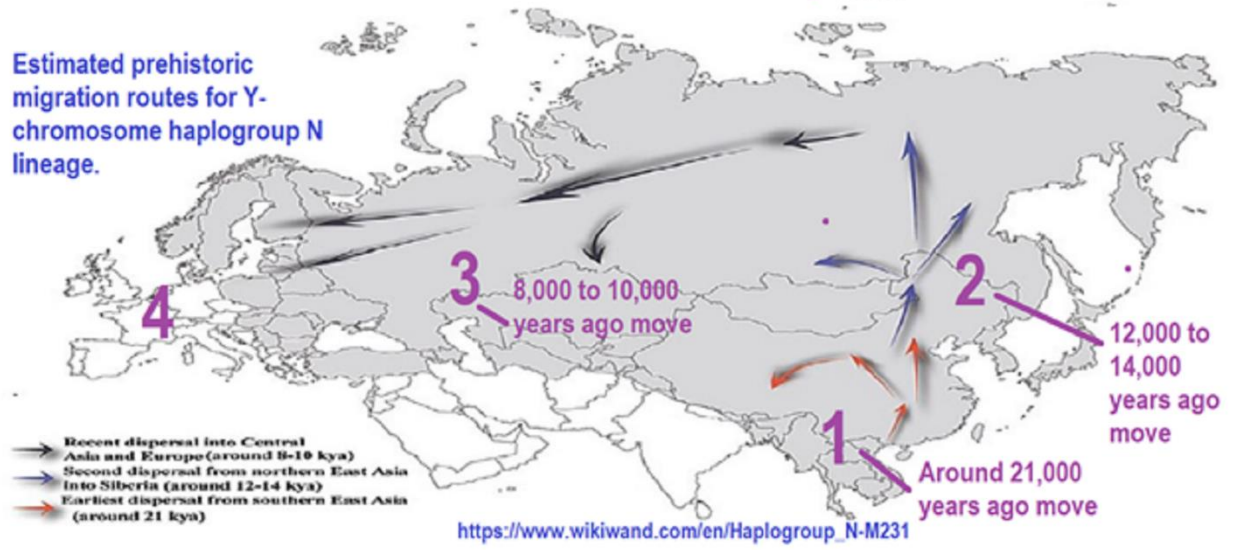 Estimated prehistoric
migration routes for Y-
chromosome haplogroup N
lineage.
3
8,000 to 10,000
years ago move
2
4
12,000 to
14,000
years ago
move
1
Around 21,000
years ago move
Recent dispersal into Central
Asia and Europe(around 8-10 kya)
Second dispersal from northern East Asia
into Siberia (around 12-14 kya)
Earliest dispersal from southern East Asia
(around 21 kya)
https://www.wikiwand.com/en/Haplogroup_N-M231